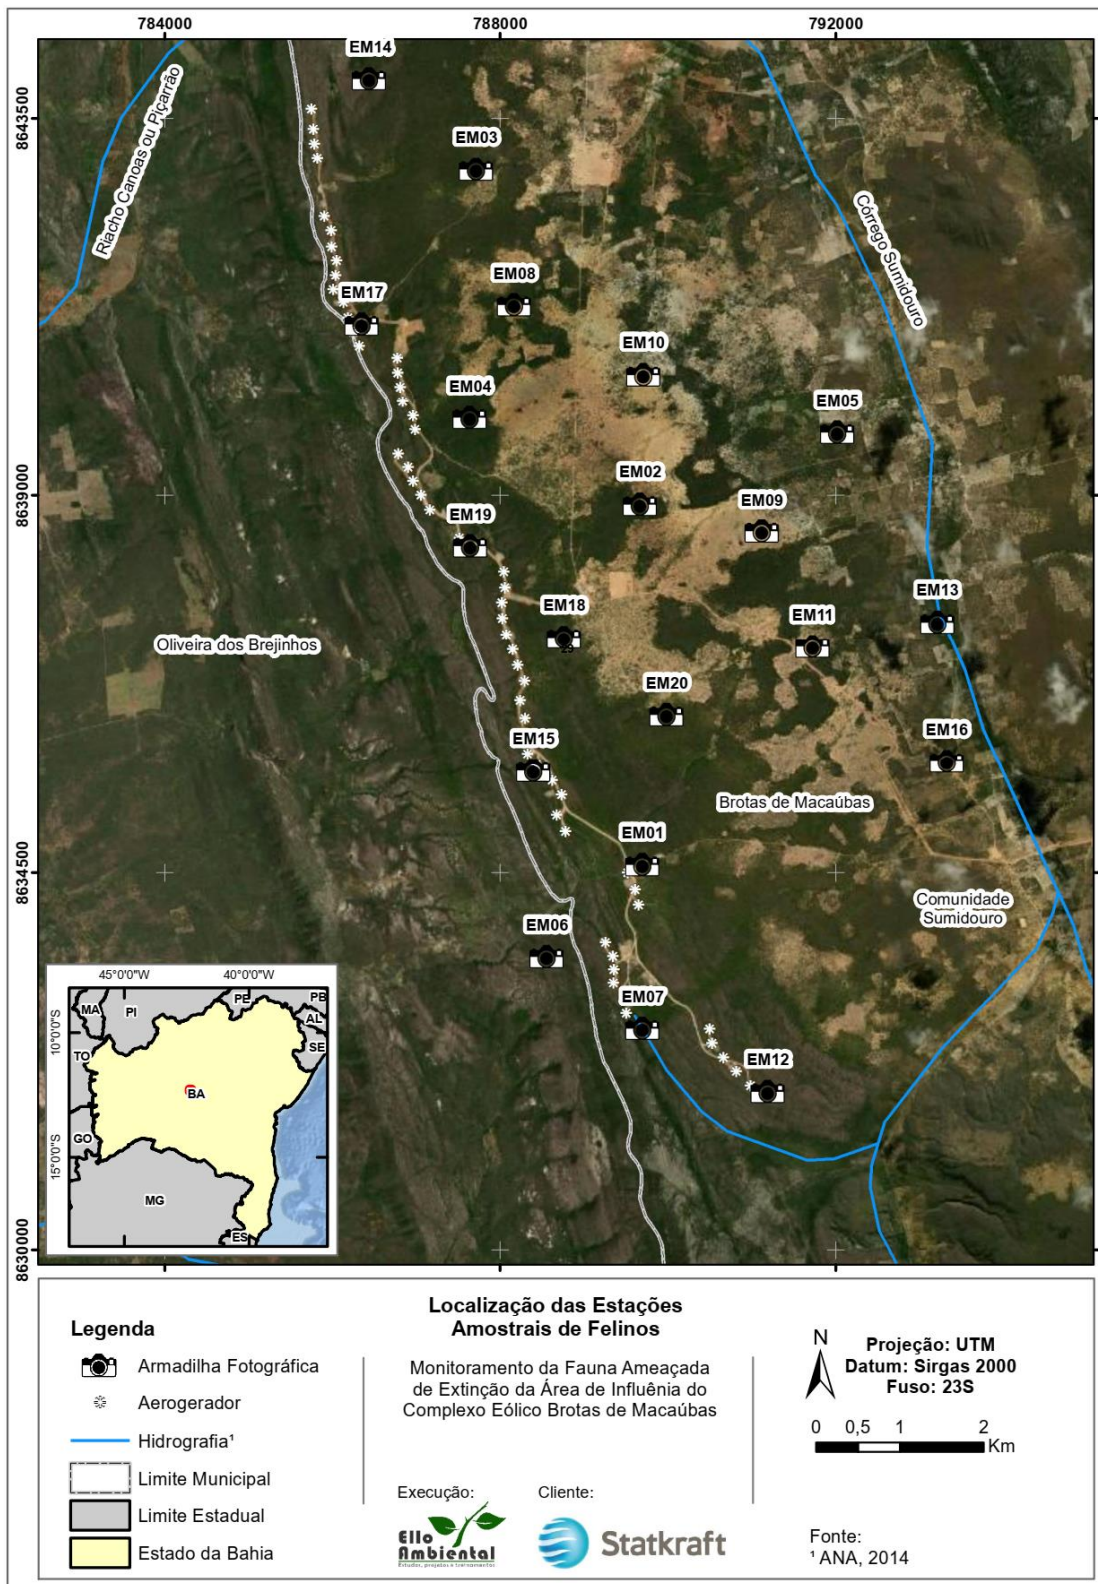 784000
788000
792000
EM14
8643500
EM03
Riacho Canoas ou Piçarrão
Córrego Sumidouro
EM08
EM17
EM10
EM04
EM05
8639000
EM02
EM09
EM19
EM13
EM18
EM11
Oliveira dos Brejinhos
EM20
EM16
EM15
Brotas de Macaúbas
EM01
8634500
Comunidade
Sumidouro
EM06
EM07
EM12
8630000
45°0'0"W
40°0'0"W
10°0'0"S
15°0'0"S
MA
PI
PE
PB
AL
SE
TO
BA
GO
MG
ES
Legenda
Armadilha Fotográfica
Aerogerador
Hidrografia¹
Limite Municipal
Limite Estadual
Estado da Bahia
Localização das Estações
Amostrais de Felinos
Monitoramento da Fauna Ameaçada
de Extinção da Área de Influênia do
Complexo Eólico Brotas de Macaúbas
Execução:
Cliente:
Ello
Ambiental
Estudos, projetos e treinamentos
Statkraft
N
Projeção: UTM
Datum: Sirgas 2000
Fuso: 23S
0 0,5 1 2
Km
Fonte:
¹ ANA, 2014